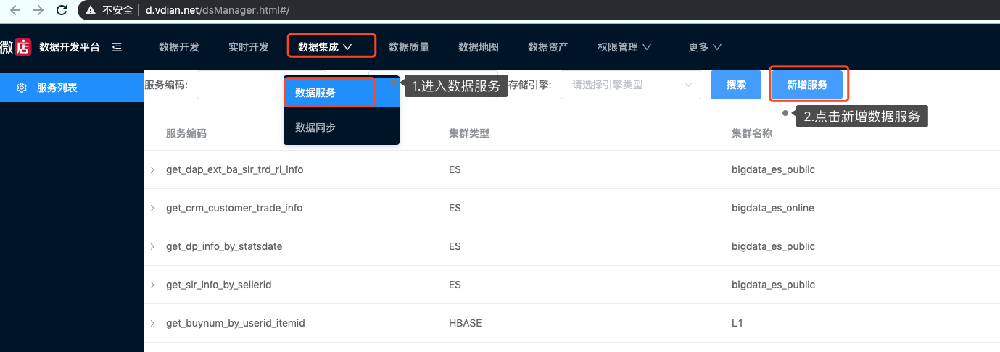 不安全 d.vdian.net/dsManager.html#/
微店 数据开发平台 数据开发 实时开发 数据集成 数据质量 数据地图 数据资产 权限管理 更多
服务列表
服务编码: 存储引擎: 请选择引擎类型 搜索 新增服务
数据服务 1.进入数据服务
2.点击新增数据服务
数据同步
服务编码 集群类型 集群名称
get_dap_ext_ba_slr_trd_ri_info ES bigdata_es_public
get_crm_customer_trade_info ES bigdata_es_online
get_dp_info_by_statsdate ES bigdata_es_public
get_slr_info_by_sellerid ES bigdata_es_public
get_buynum_by_userid_itemid HBASE L1